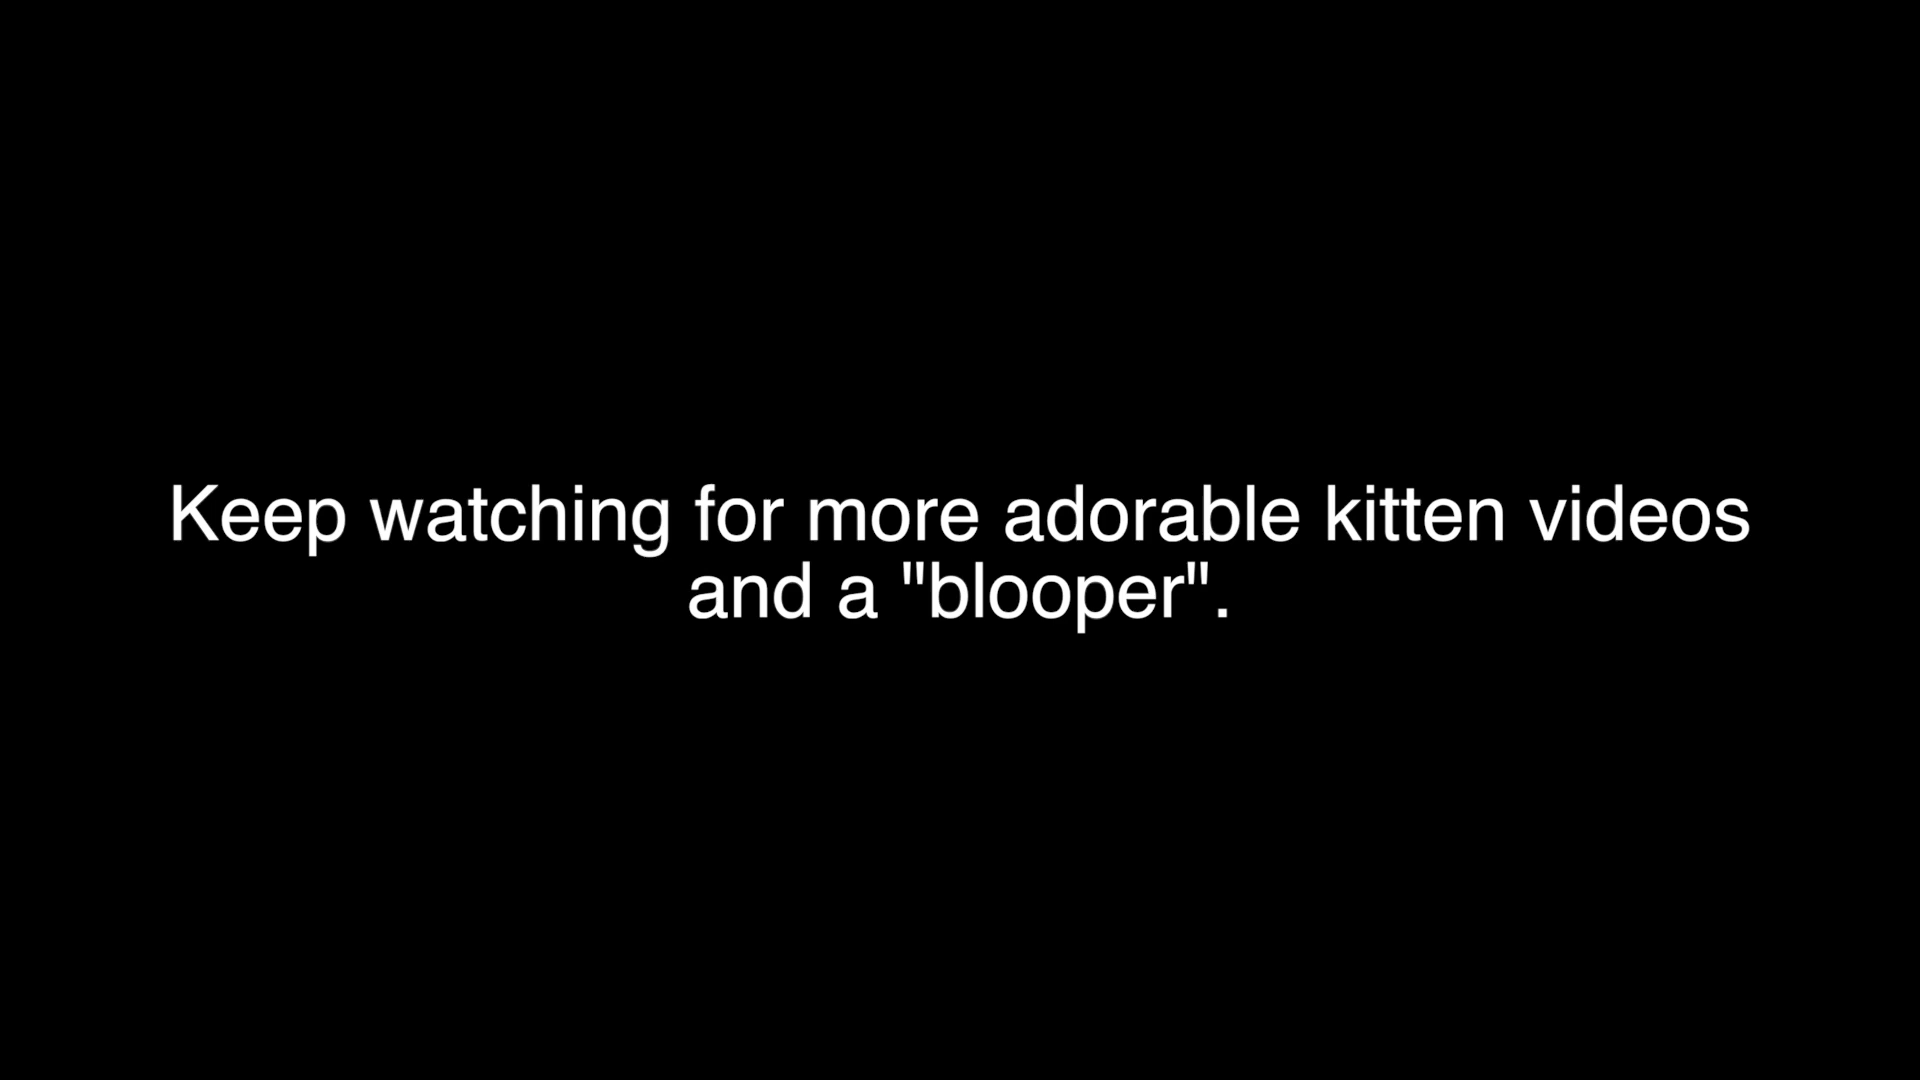 Keep watching for more adorable kitten videos
and a "blooper".